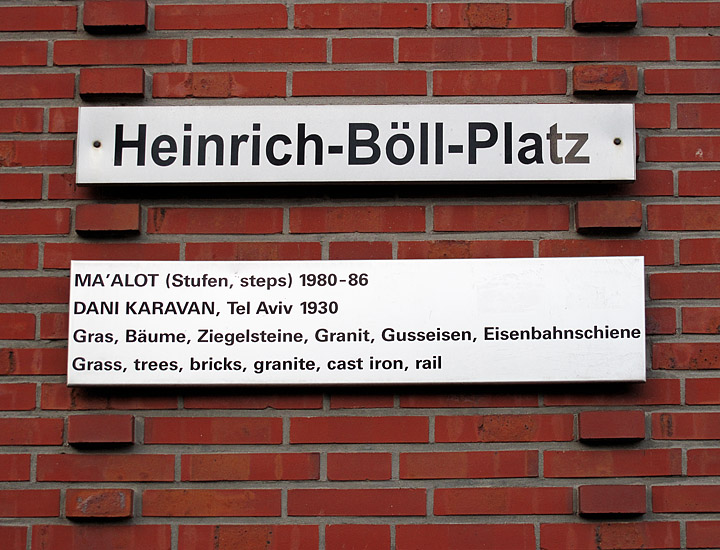 Heinrich-Böll-Platz
MA'ALOT (Stufen, steps) 1980-86
DANI KARAVAN, Tel Aviv 1930
Gras, Bäume, Ziegelsteine, Granit, Gusseisen, Eisenbahnschiene
Grass, trees, bricks, granite, cast iron, rail